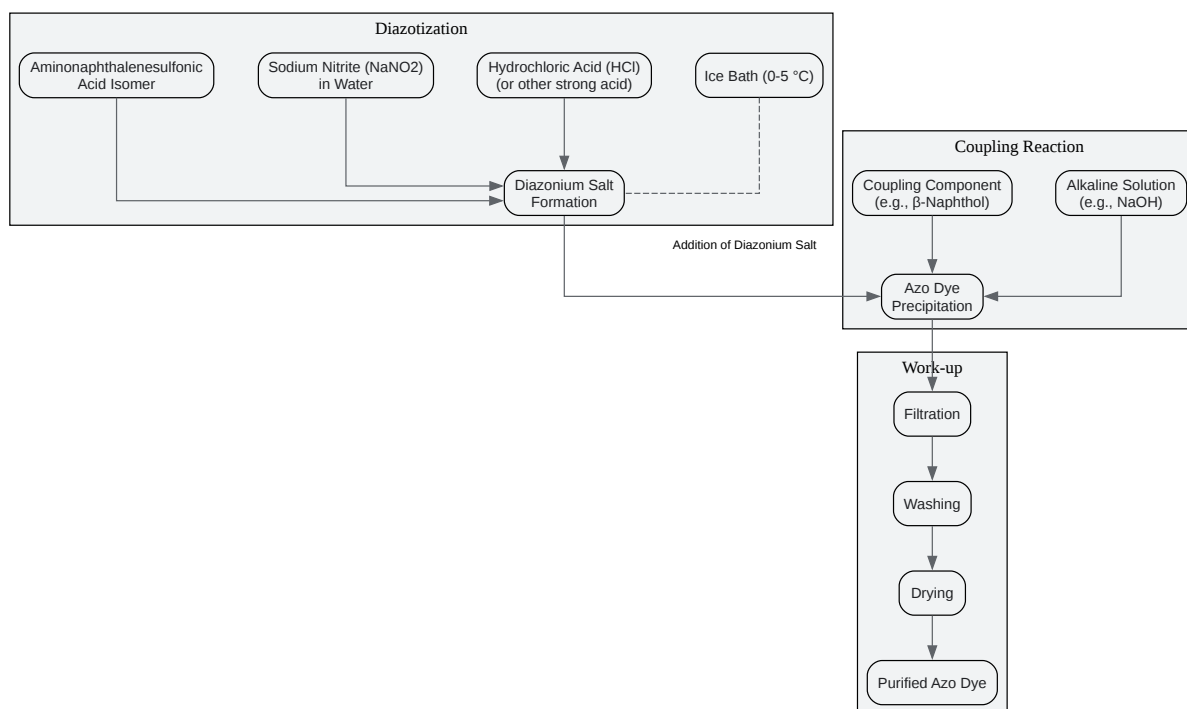 Diazotization
Aminonaphthalenesulfonic
Acid Isomer
Sodium Nitrite (NaNO2)
in Water
Hydrochloric Acid (HCl)
(or other strong acid)
Ice Bath (0-5 °C)
Diazonium Salt
Formation
Coupling Reaction
Coupling Component
(e.g., β-Naphthol)
Alkaline Solution
(e.g., NaOH)
Addition of Diazonium Salt
Azo Dye
Precipitation
Work-up
Filtration
Washing
Drying
Purified Azo Dye